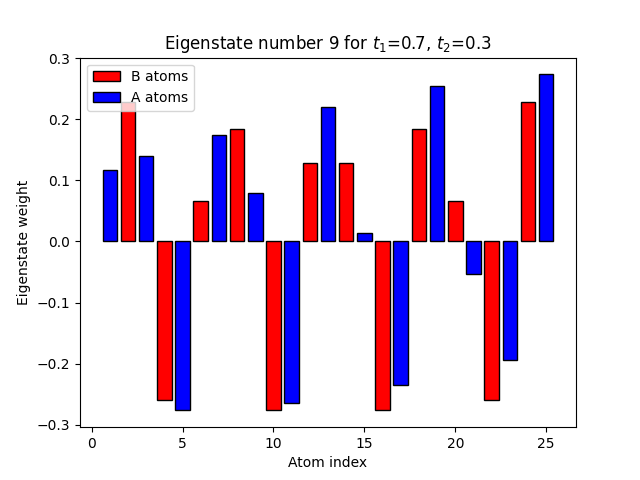 Eigenstate number 9 for t₁=0.7, t₂=0.3
B atoms
A atoms
Eigenstate weight
0.3
0.2
0.1
0.0
−0.1
−0.2
−0.3
0 5 10 15 20 25
Atom index